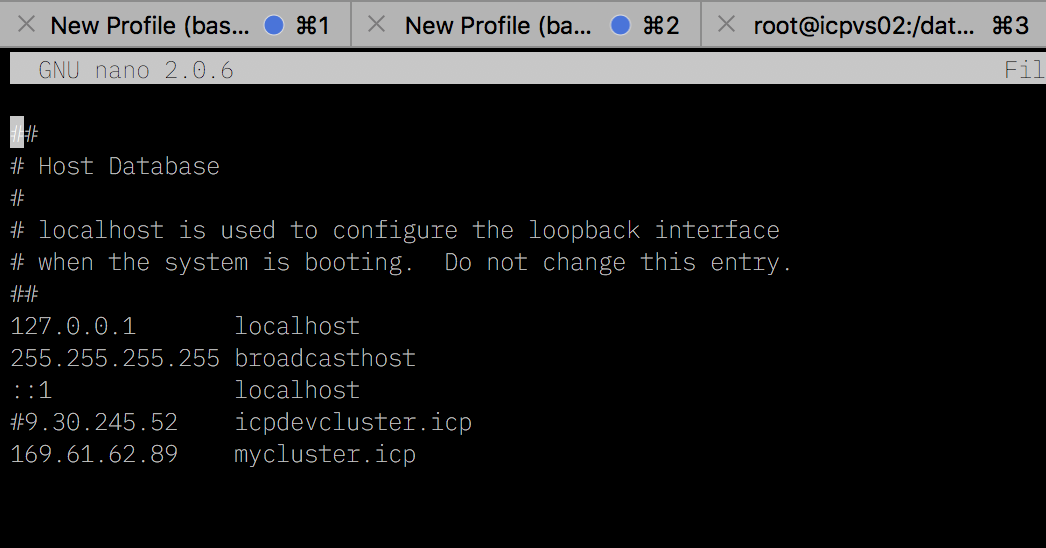 New Profile (bas... ⌘1 New Profile (ba... ⌘2 root@icpvs02:/dat... ⌘3
GNU nano 2.0.6 Fil
##
# Host Database
#
# localhost is used to configure the loopback interface
# when the system is booting.  Do not change this entry.
##
127.0.0.1       localhost
255.255.255.255 broadcasthost
::1             localhost
#9.30.245.52    icpdevcluster.icp
169.61.62.89    mycluster.icp